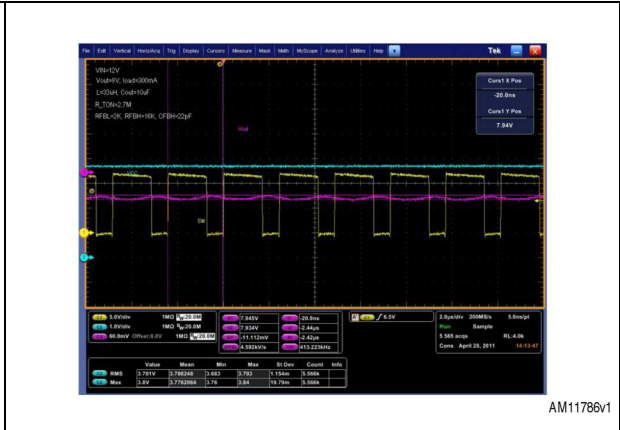 File Edit Vertical Horiz/Acq Trig Display Cursors Measure Mask Math MyScope Analyze Utilities Help Tek
VIN=12V
Vout=8V, load=300mA
L=33uH, Cout=10uF
R_TON=2.7M
RFBL=2K, RFBH=18K, CFBH=22pF
Curs1 X Pos
-20.0ns
Curs1 Y Pos
7.94V
Vout
VCC
SW
5.0V/div 1MΩ 20.0M
1.0V/div 1MΩ 20.0M
60.0mV Offset:8.0V 1MΩ 20.0M
7.945V -20.0ns
7.934V -2.44µs
-11.112mV -2.42µs
4.592kV/s 413.223kHz
6.5V
2.0µs/div 200MS/s 5.0ns/pt
Run Sample
5 565 acqs RL:4.0k
Cons April 28, 2011 14:13:47
Value Mean Min Max St Dev Count Info
RMS 3.701V 3.700248 3.683 3.703 1.154m 5.566k
Max 3.8V 3.7762064 3.76 3.84 19.79m 5.566k
AM11786v1